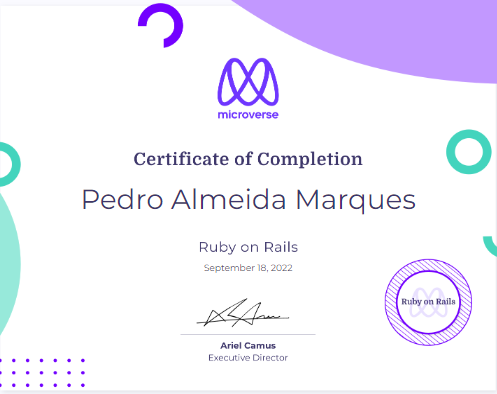 microverse
Certificate of Completion
Pedro Almeida Marques
Ruby on Rails
September 18, 2022
Ruby on Rails
Ariel Camus
Executive Director